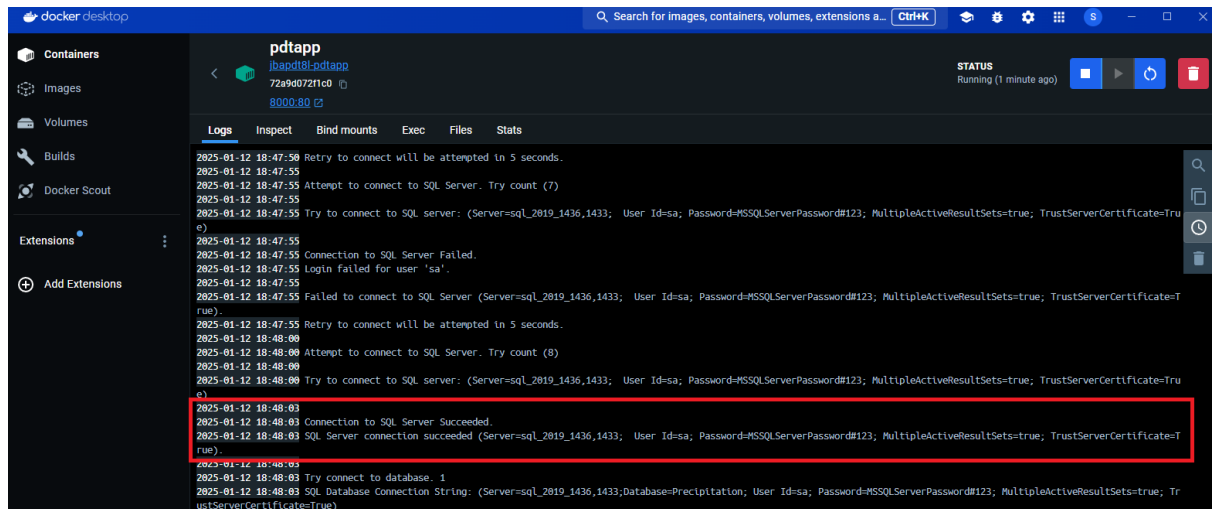 docker desktop
Search for images, containers, volumes, extensions a... Ctrl+K
S
Containers
Images
Volumes
Builds
Docker Scout
Extensions
Add Extensions
pdtapp
jbapdt8l-pdtapp
72a9d072f1c0
8000:80
STATUS
Running (1 minute ago)
Logs Inspect Bind mounts Exec Files Stats
2025-01-12 18:47:50 Retry to connect will be attempted in 5 seconds.
2025-01-12 18:47:55
2025-01-12 18:47:55 Attempt to connect to SQL Server. Try count (7)
2025-01-12 18:47:55
2025-01-12 18:47:55 Try to connect to SQL server: (Server=sql_2019_1436,1433;  User Id=sa; Password=MSSQLServerPassword#123; MultipleActiveResultSets=true; TrustServerCertificate=Tru
e)
2025-01-12 18:47:55
2025-01-12 18:47:55 Connection to SQL Server Failed.
2025-01-12 18:47:55 Login failed for user 'sa'.
2025-01-12 18:47:55
2025-01-12 18:47:55 Failed to connect to SQL Server (Server=sql_2019_1436,1433;  User Id=sa; Password=MSSQLServerPassword#123; MultipleActiveResultSets=true; TrustServerCertificate=T
rue).
2025-01-12 18:47:55 Retry to connect will be attempted in 5 seconds.
2025-01-12 18:48:00
2025-01-12 18:48:00 Attempt to connect to SQL Server. Try count (8)
2025-01-12 18:48:00
2025-01-12 18:48:00 Try to connect to SQL server: (Server=sql_2019_1436,1433;  User Id=sa; Password=MSSQLServerPassword#123; MultipleActiveResultSets=true; TrustServerCertificate=Tru
e)
2025-01-12 18:48:03
2025-01-12 18:48:03 Connection to SQL Server Succeeded.
2025-01-12 18:48:03 SQL Server connection succeeded (Server=sql_2019_1436,1433;  User Id=sa; Password=MSSQLServerPassword#123; MultipleActiveResultSets=true; TrustServerCertificate=T
rue).
2025-01-12 18:48:03
2025-01-12 18:48:03 Try connect to database. 1
2025-01-12 18:48:03 SQL Database Connection String: (Server=sql_2019_1436,1433;Database=Precipitation; User Id=sa; Password=MSSQLServerPassword#123; MultipleActiveResultSets=true; Tr
ustServerCertificate=True)